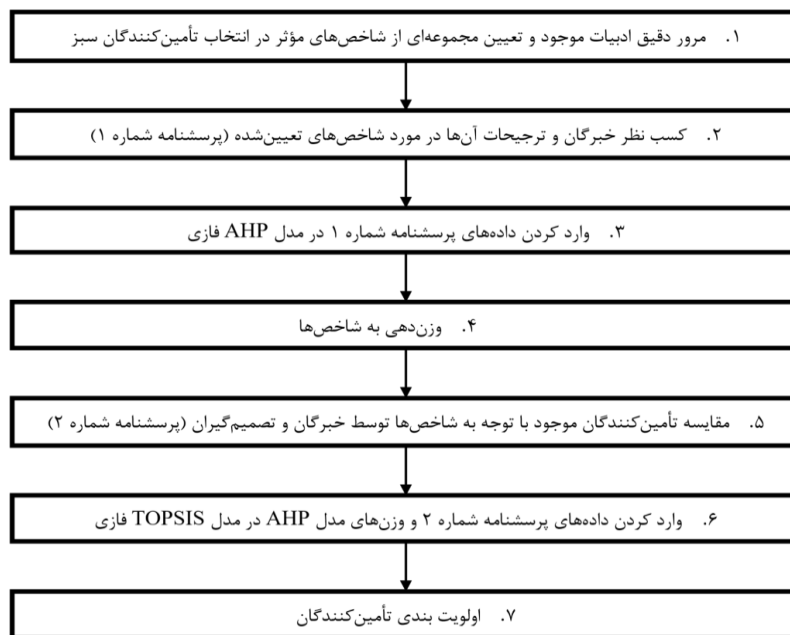 ۱. مرور دقیق ادبیات موجود و تعیین مجموعه‌ای از شاخص‌های مؤثر در انتخاب تأمین‌کنندگان سبز
۲. کسب نظر خبرگان و ترجیحات آن‌ها در مورد شاخص‌های تعیین‌شده (پرسشنامه شماره ۱)
۳. وارد کردن داده‌های پرسشنامه شماره ۱ در مدل AHP فازی
۴. وزن‌دهی به شاخص‌ها
۵. مقایسه تأمین‌کنندگان موجود با توجه به شاخص‌ها توسط خبرگان و تصمیم‌گیران (پرسشنامه شماره ۲)
۶. وارد کردن داده‌های پرسشنامه شماره ۲ و وزن‌های مدل AHP در مدل TOPSIS فازی
۷. اولویت بندی تأمین‌کنندگان